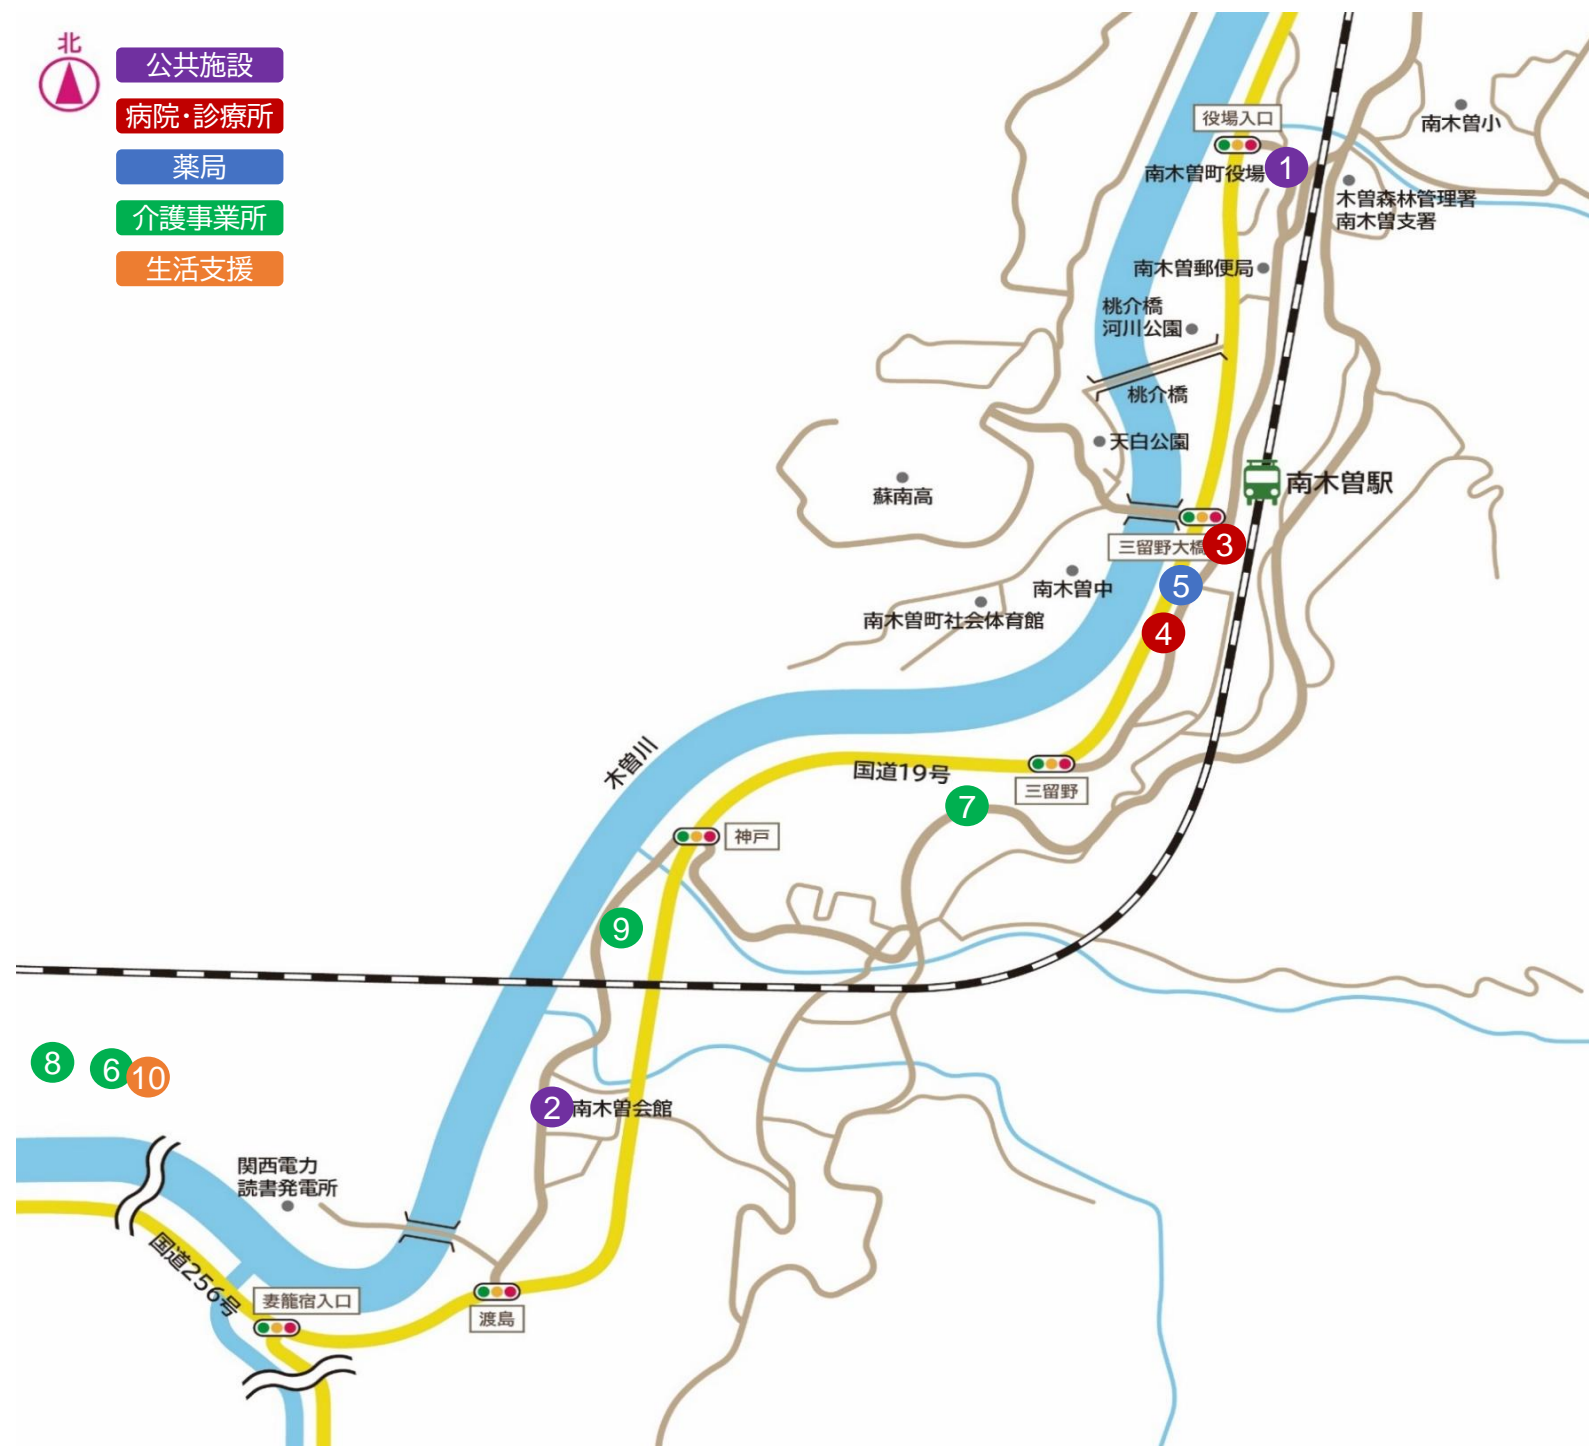 北
公共施設
病院・診療所
薬局
介護事業所
生活支援
役場入口
南木曽小
南木曽町役場
1
木曽森林管理署
南木曽支署
南木曽郵便局
桃介橋
河川公園
桃介橋
天白公園
南木曽駅
蘇南高
三留野大橋
3
南木曽中
5
南木曽町社会体育館
4
木曽川
国道19号
三留野
7
神戸
9
8
6
10
2
南木曽会館
関西電力
読書発電所
国道256号
妻籠宿入口
渡島